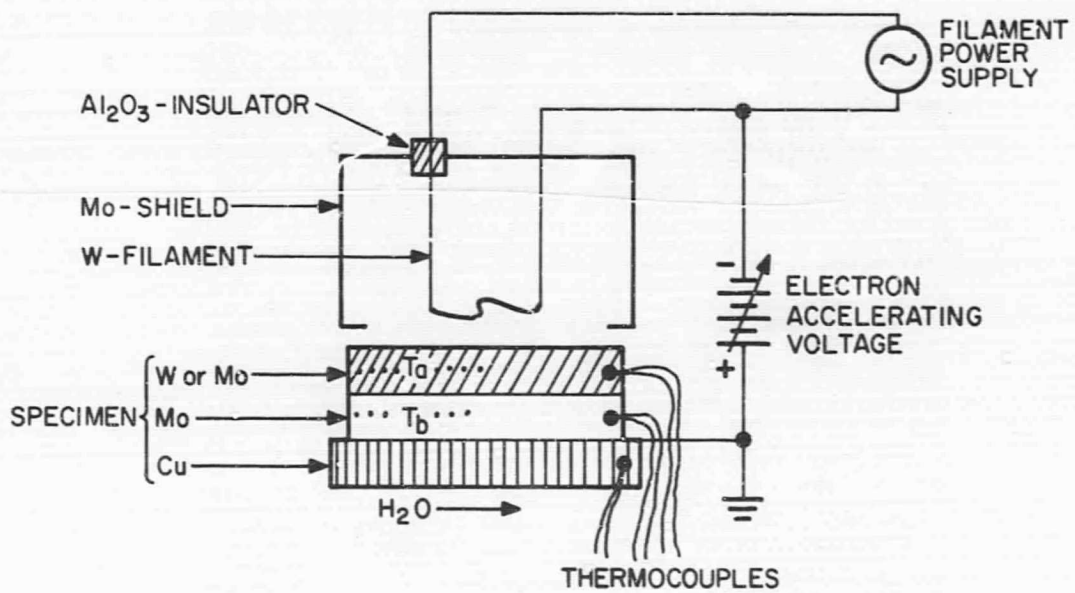 FILAMENT
POWER
SUPPLY
~
Al₂O₃-INSULATOR
Mo-SHIELD
W-FILAMENT
-
ELECTRON
ACCELERATING
VOLTAGE
+
SPECIMEN
W or Mo
Ta
Mo
Tb
Cu
H₂O
THERMOCOUPLES